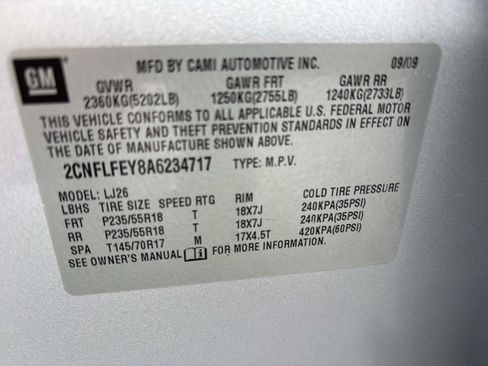 GM
MFD BY CAMI AUTOMOTIVE INC. 09/09
GVWR GAWR FRT GAWR RR
2360KG(5202LB) 1250KG(2755LB) 1240KG(2733LB)
THIS VEHICLE CONFORMS TO ALL APPLICABLE U.S. FEDERAL MOTOR
VEHICLE SAFETY AND THEFT PREVENTION STANDARDS IN EFFECT ON
THE DATE OF MANUFACTURE SHOWN ABOVE.
2CNFLFEY8A6234717 TYPE: M.P.V.
MODEL: LJ26
LBHS TIRE SIZE SPEED RTG RIM COLD TIRE PRESSURE
FRT P235/55R18 T 18X7J 240KPA(35PSI)
RR P235/55R18 T 18X7J 240KPA(35PSI)
SPA T145/70R17 M 17X4.5T 420KPA(60PSI)
SEE OWNER'S MANUAL FOR MORE INFORMATION.